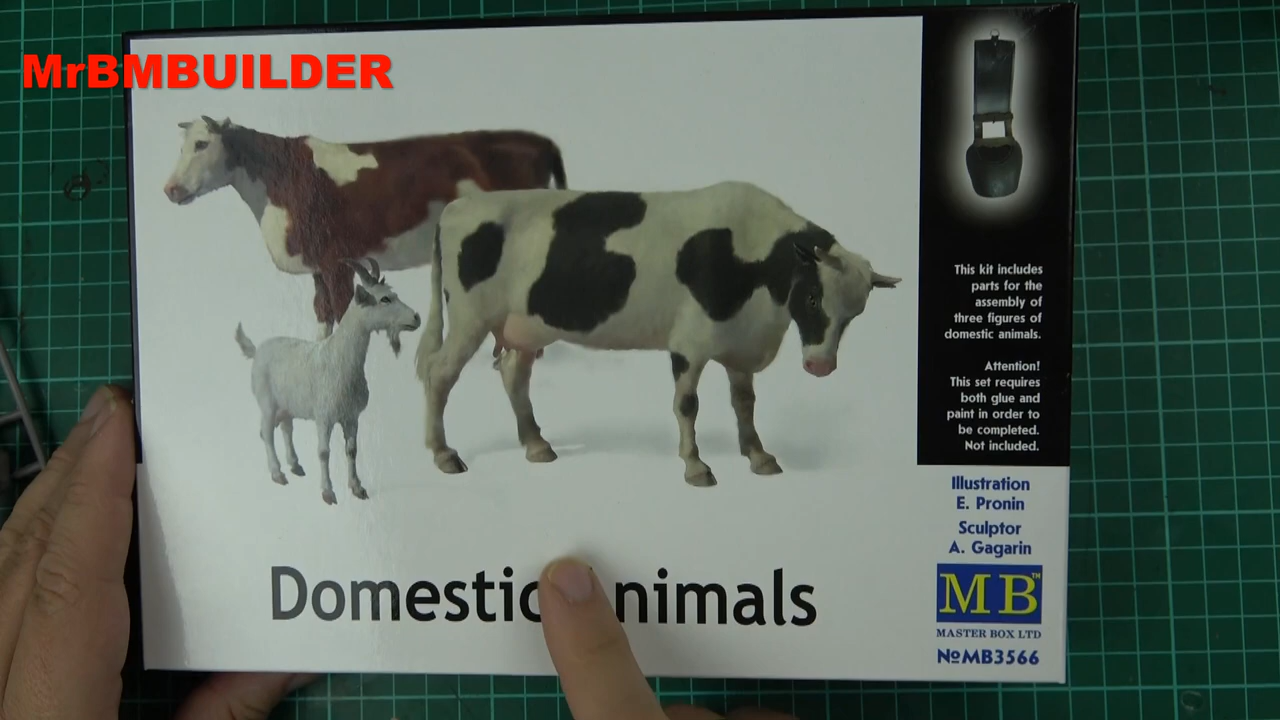 MrBMBUILDER
This kit includes
parts for the
assembly of
three figures of
domestic animals.
Attention!
This set requires
both glue and
paint in order to
be completed.
Not included.
Illustration
E. Pronin
Sculptor
A. Gagarin
Domestic nimals
MB™
MASTER BOX LTD
№MB3566